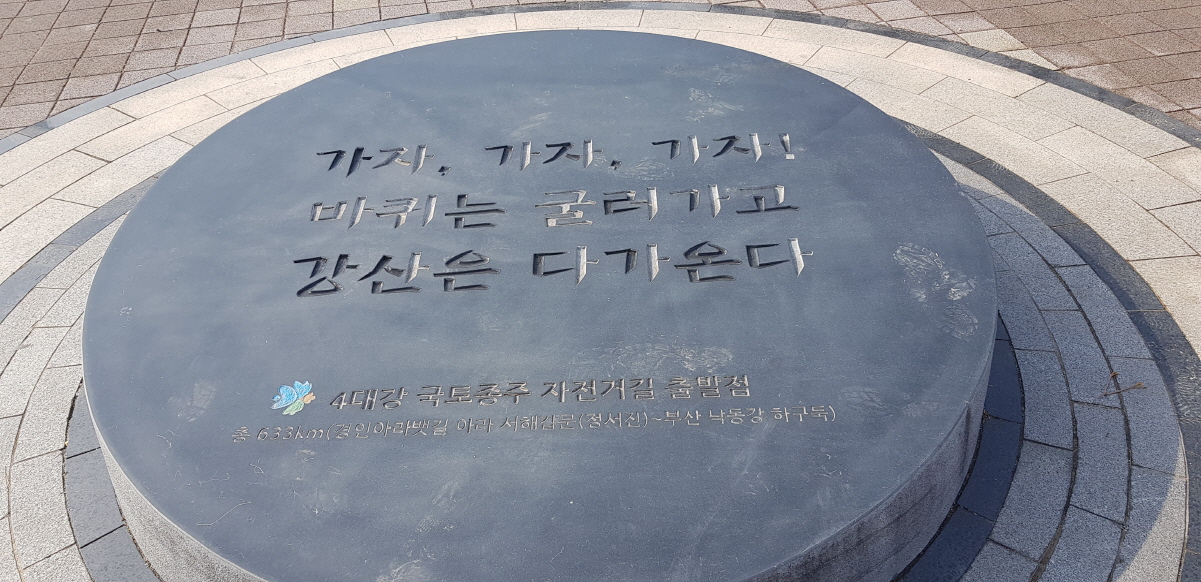 가자, 가자, 가자!
바퀴는 굴러가고
강산은 다가온다
4대강 국토종주 자전거길 출발점
총 633km(경인아라뱃길 아라 서해갑문(정서진)~부산 낙동강 하구둑)